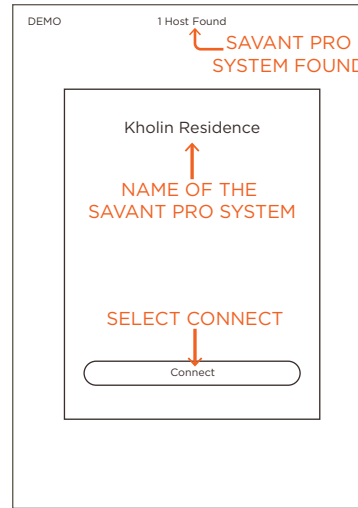 DEMO
1 Host Found
SAVANT PRO
SYSTEM FOUND
Kholin Residence
NAME OF THE
SAVANT PRO SYSTEM
SELECT CONNECT
Connect